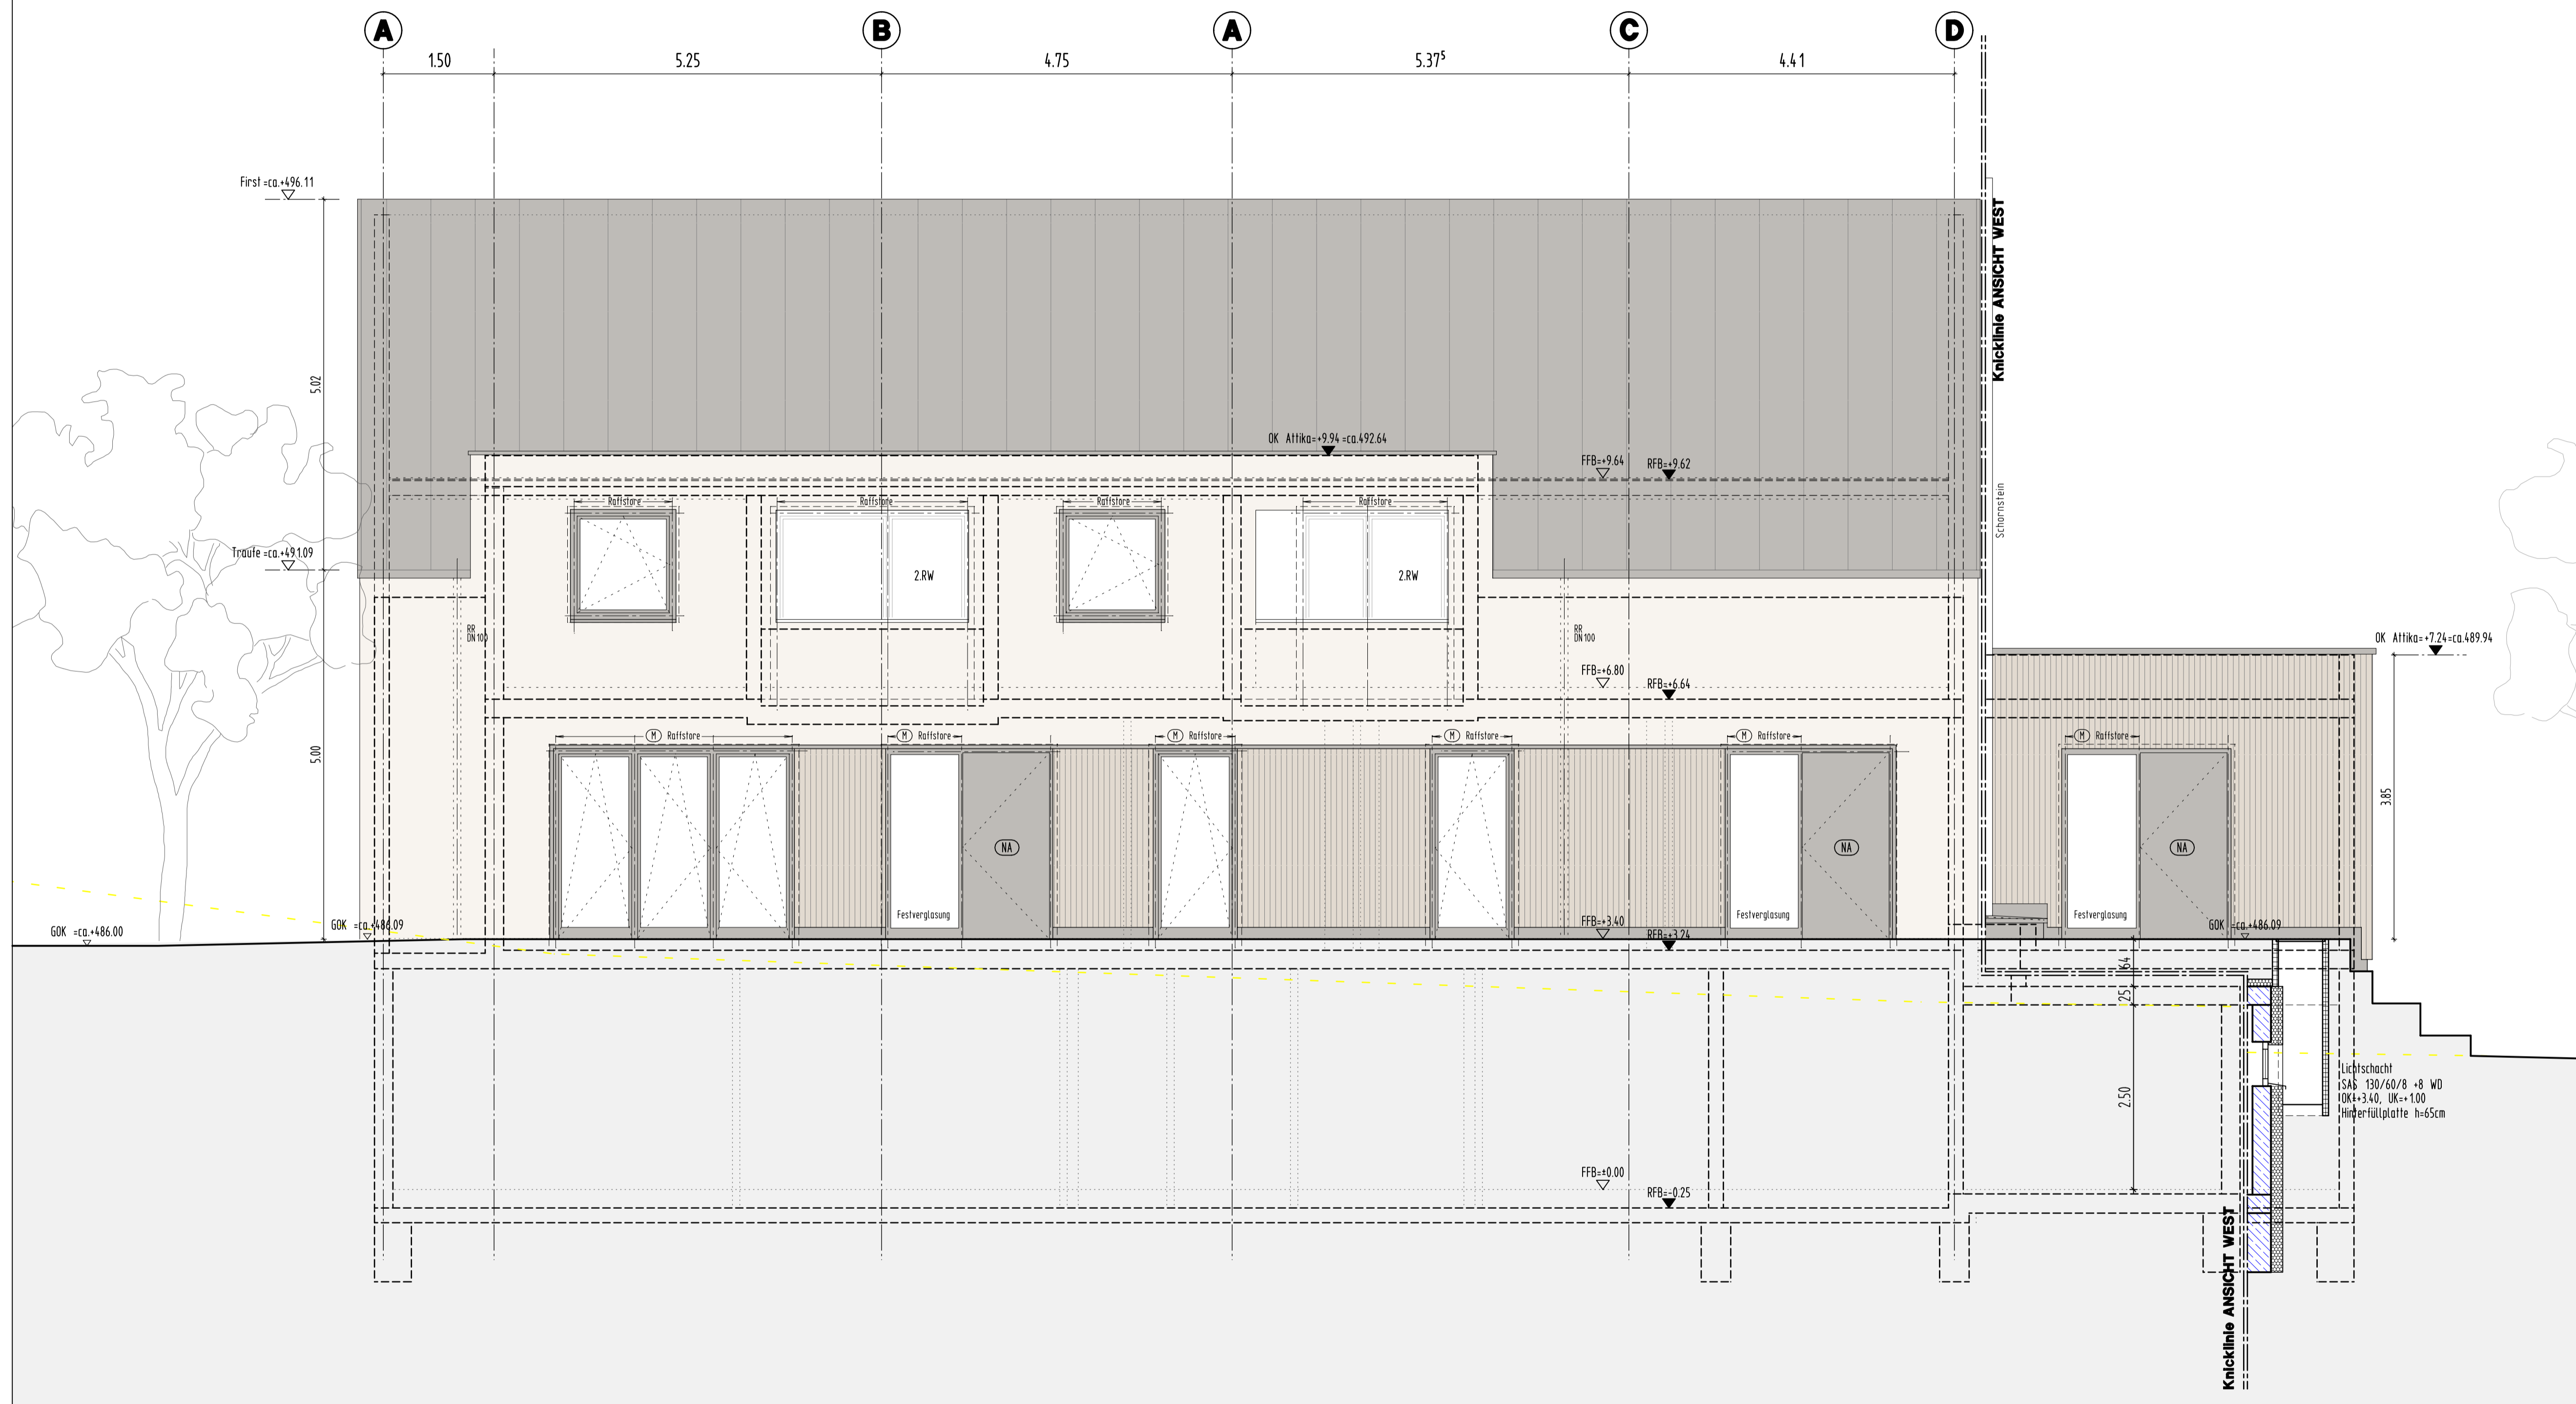 A
B
A
C
D
1.50
5.25
4.75
5.37⁵
4.41
First =ca.+496.11
Knicklinie ANSICHT WEST
5.02
OK Attika=+9.94 =ca.492.64
FFB=+9.64
RFB=+9.62
Raffstore
Raffstore
Raffstore
Raffstore
Schornstein
Traufe =ca.+491.09
2.RW
2.RW
RR
DN100
RR
DN100
OK Attika=+7.24=ca.489.94
FFB=+6.80
RFB=+6.64
M Raffstore
M Raffstore
M Raffstore
M Raffstore
M Raffstore
M Raffstore
5.00
3.85
NA
NA
NA
Festverglasung
Festverglasung
Festverglasung
GOK =ca.+486.00
GOK =ca.+486.09
FFB=+3.40
RFB=+3.24
GOK =ca.+486.09
64
25
2.50
Lichtschacht
SAS 130/60/8 +8 WD
OK=+3.40, UK=+1.00
Hinterfüllplatte h=65cm
FFB=±0.00
RFB=-0.25
Knicklinie ANSICHT WEST